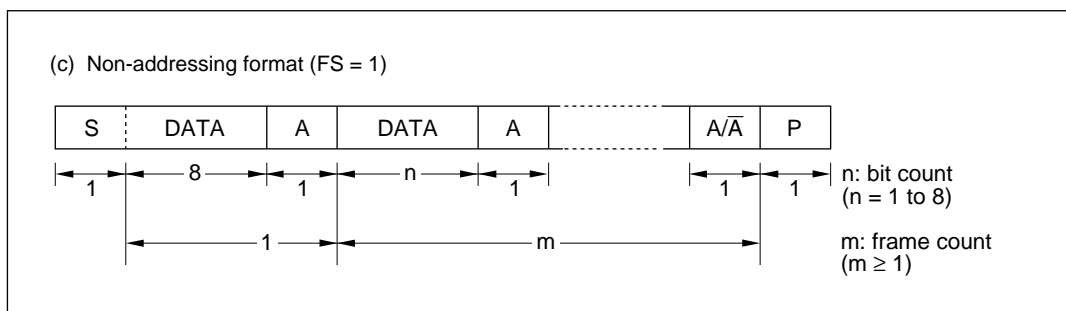 (c) Non-addressing format (FS = 1)
S DATA A DATA A A/A̅ P
1 8 1 n 1 1 1
n: bit count
(n = 1 to 8)
1 m
m: frame count
(m ≥ 1)